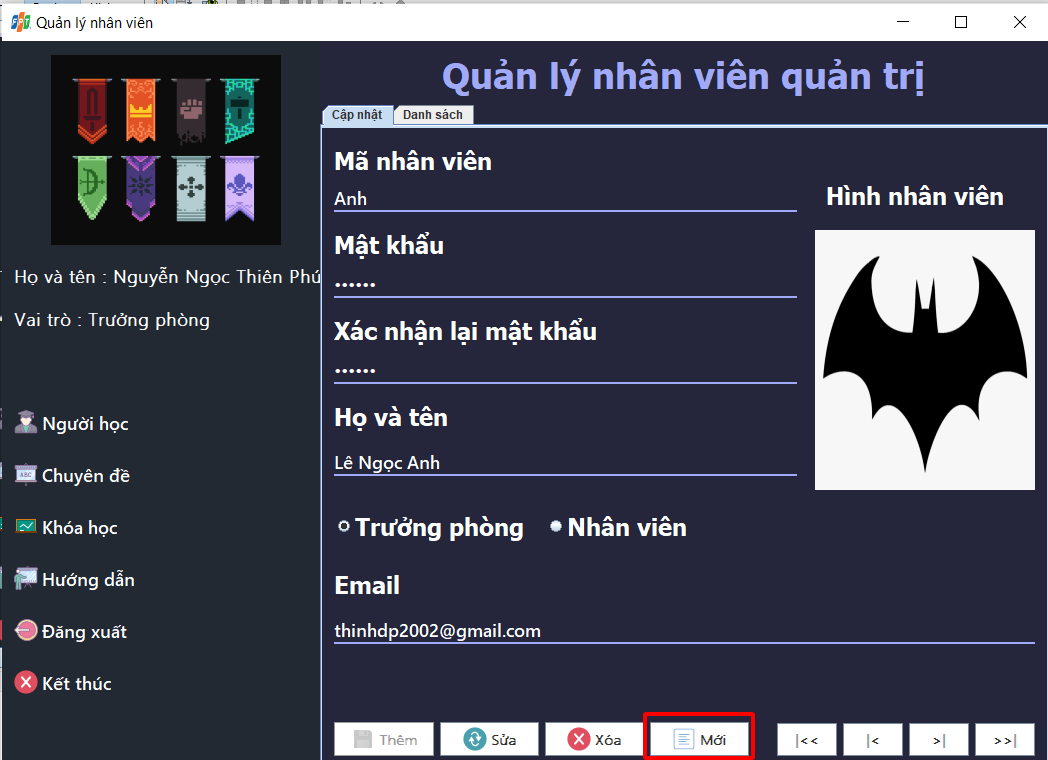 FPT Quản lý nhân viên
Quản lý nhân viên quản trị
Cập nhật Danh sách
Mã nhân viên
Anh
Hình nhân viên
Mật khẩu
••••••
Xác nhận lại mật khẩu
••••••
Họ và tên
Lê Ngọc Anh
Trưởng phòng Nhân viên
Email
thinhdp2002@gmail.com
Họ và tên : Nguyễn Ngọc Thiên Phú
Vai trò : Trưởng phòng
Người học
ABC Chuyên đề
Khóa học
Hướng dẫn
Đăng xuất
Kết thúc
Thêm Sửa Xóa Mới |<< |< >| >>|